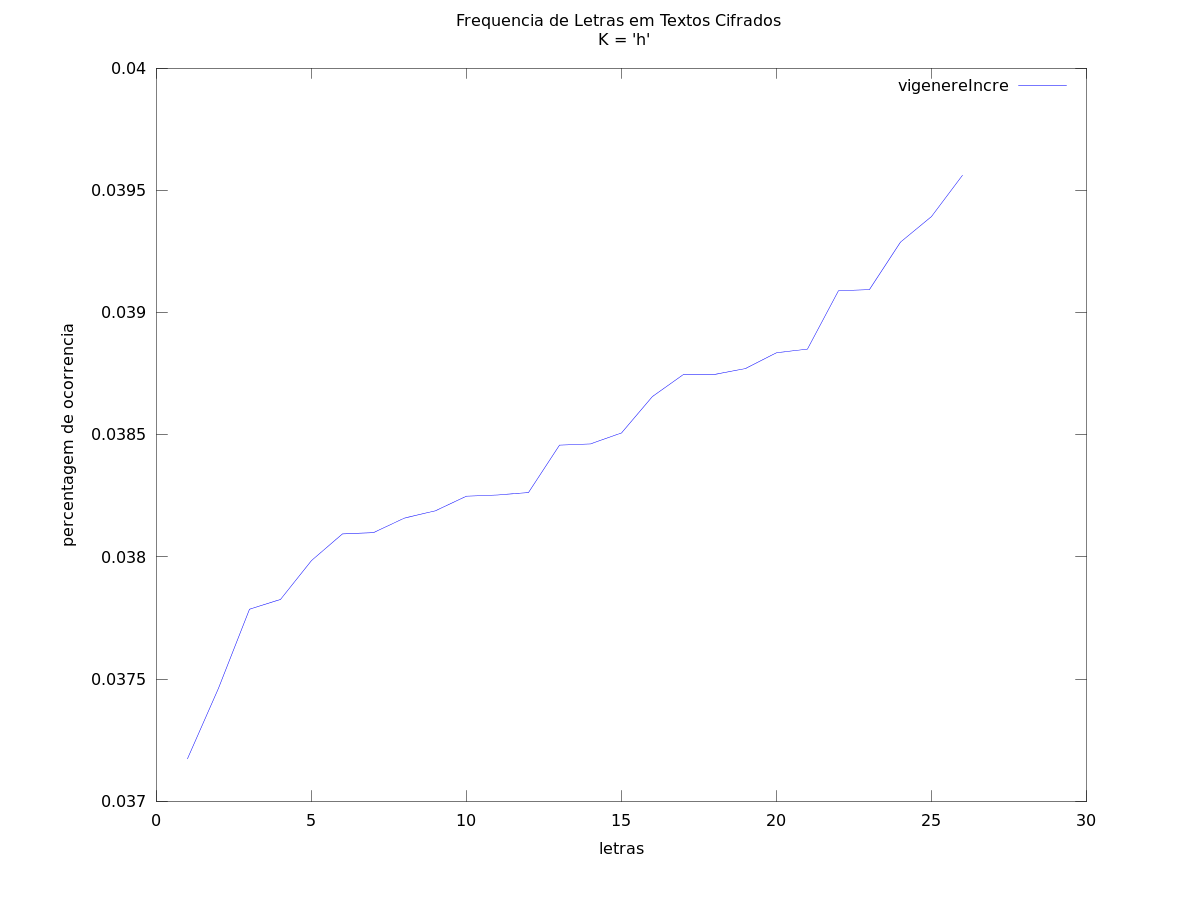 Frequencia de Letras em Textos Cifrados
K = 'h'
vigenereIncre
0.04
0.0395
0.039
0.0385
0.038
0.0375
0.037
percentagem de ocorrencia
0 5 10 15 20 25 30
letras